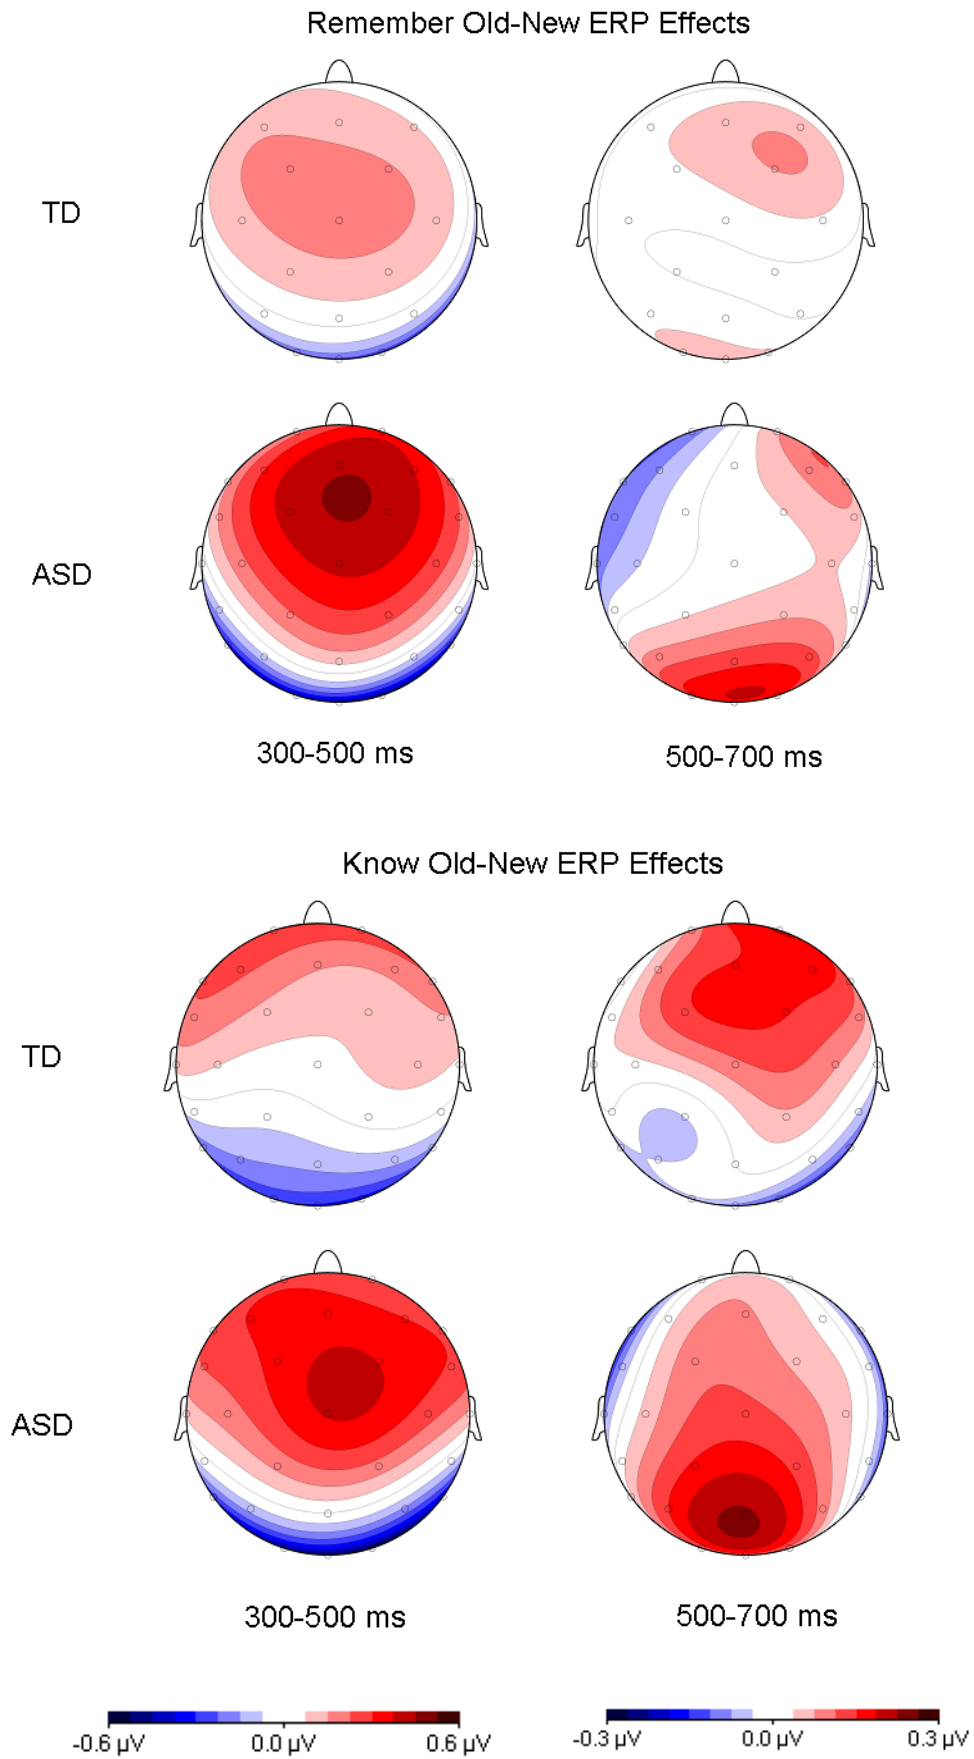 Remember Old-New ERP Effects
TD
ASD
300-500 ms
500-700 ms
Know Old-New ERP Effects
TD
ASD
300-500 ms
500-700 ms
-0.6 µV 0.0 µV 0.6 µV
-0.3 µV 0.0 µV 0.3 µV